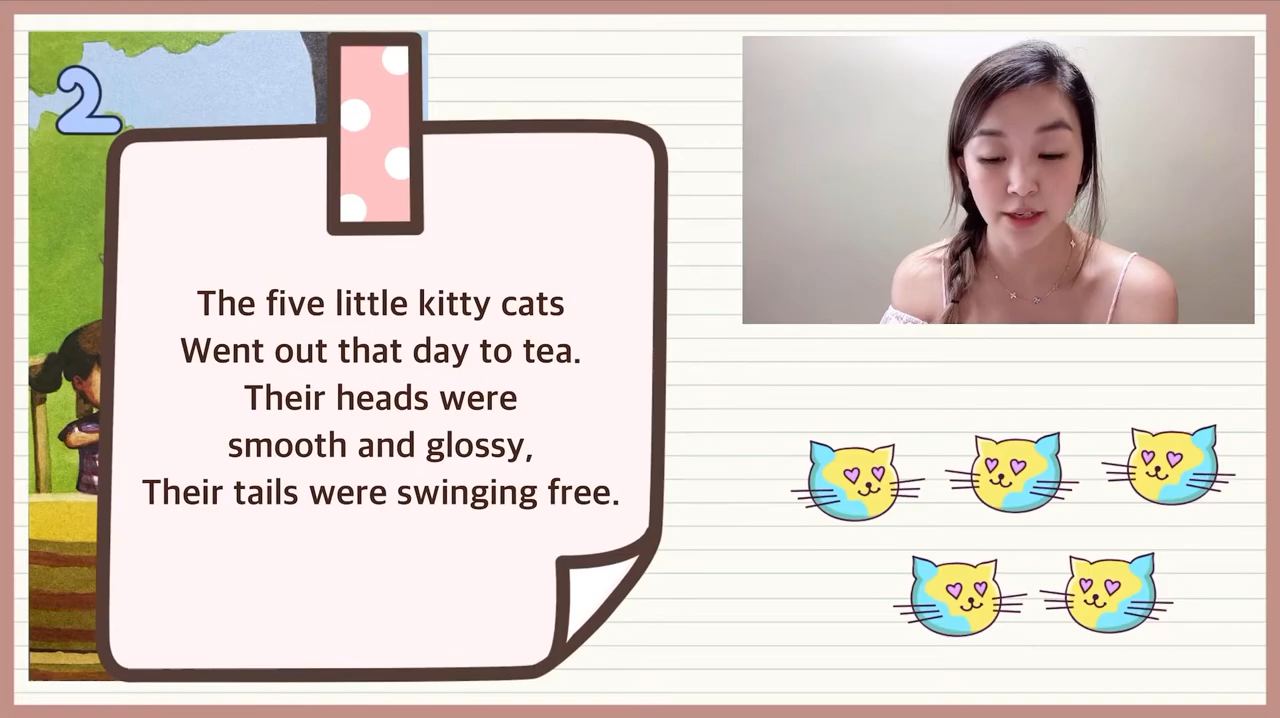 2
The five little kitty cats
Went out that day to tea.
Their heads were
smooth and glossy,
Their tails were swinging free.